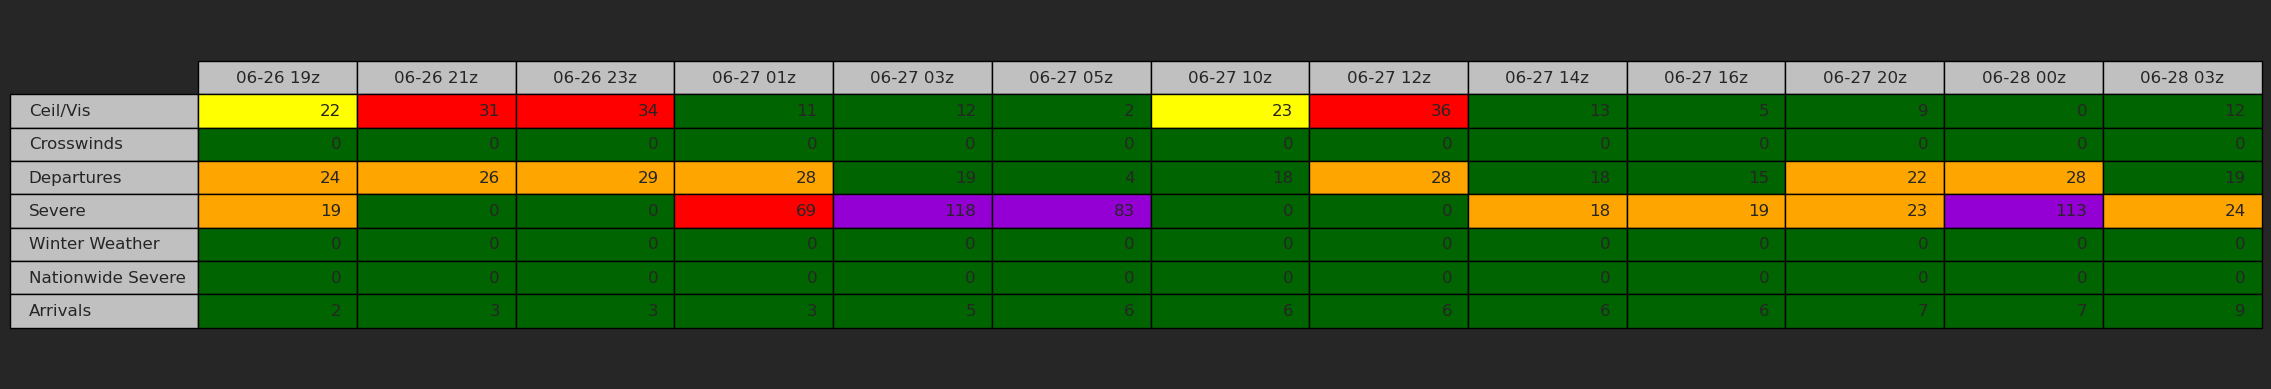 06-26 19z 06-26 21z 06-26 23z 06-27 01z 06-27 03z 06-27 05z 06-27 10z 06-27 12z 06-27 14z 06-27 16z 06-27 20z 06-28 00z 06-28 03z
Ceil/Vis 22 31 34 11 12 2 23 36 13 5 9 0 12
Crosswinds 0 0 0 0 0 0 0 0 0 0 0 0 0
Departures 24 26 29 28 19 4 18 28 18 15 22 28 19
Severe 19 0 0 69 118 83 0 0 18 19 23 113 24
Winter Weather 0 0 0 0 0 0 0 0 0 0 0 0 0
Nationwide Severe 0 0 0 0 0 0 0 0 0 0 0 0 0
Arrivals 2 3 3 3 5 6 6 6 6 6 7 7 9